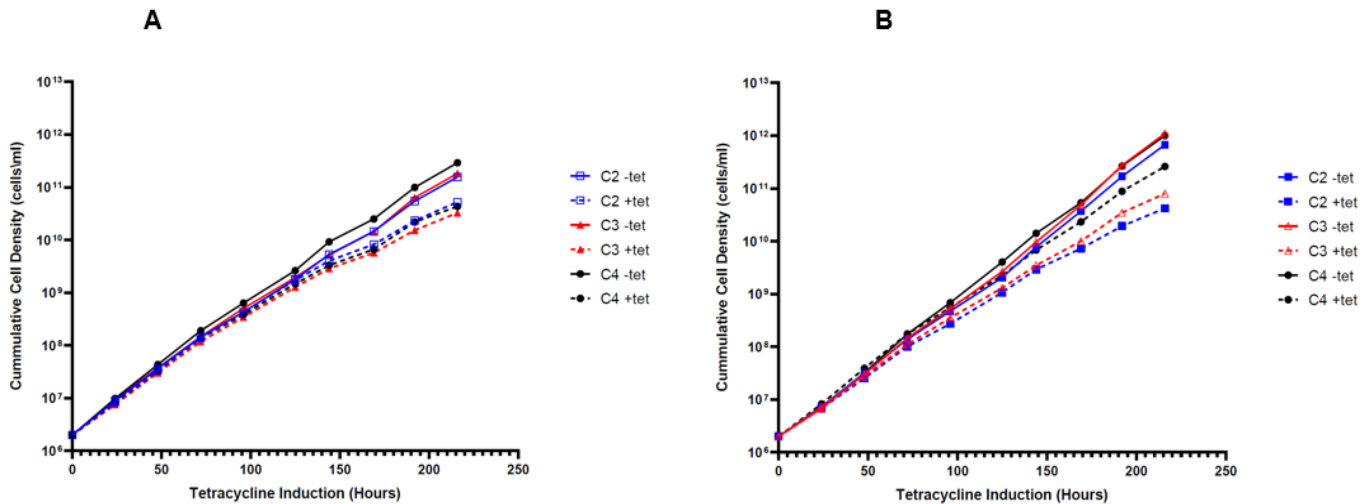 A
Cummulative Cell Density (cells\ml)
10^13
10^12
10^11
10^10
10^9
10^8
10^7
10^6
0 50 100 150 200 250
Tetracycline Induction (Hours)
C2 -tet
C2 +tet
C3 -tet
C3 +tet
C4 -tet
C4 +tet
B
Cummulative Cell Density (cells/ml)
10^13
10^12
10^11
10^10
10^9
10^8
10^7
10^6
0 50 100 150 200 250
Tetracycline Induction (Hours)
C2 -tet
C2 +tet
C3 -tet
C3 +tet
C4 -tet
C4 +tet